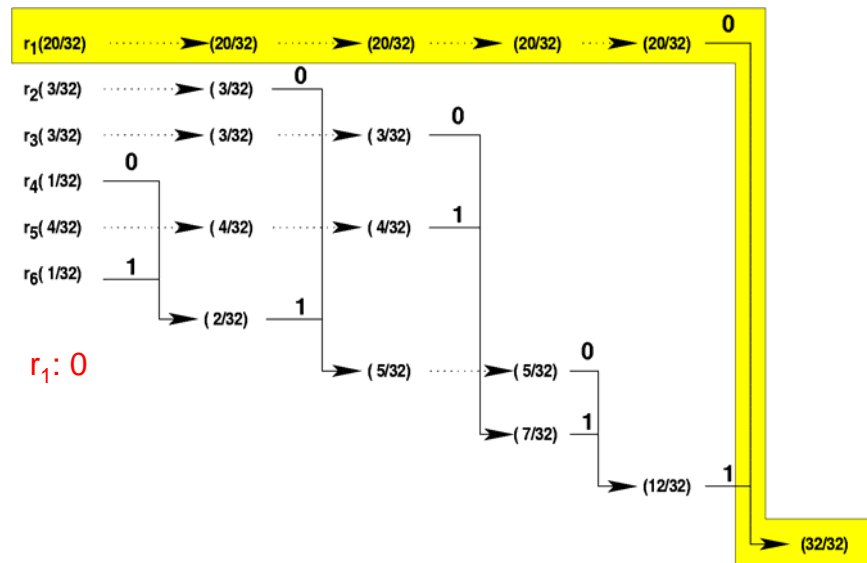 0
r1(20/32) (20/32) (20/32) (20/32) (20/32)
0
r2( 3/32) ( 3/32)
0
r3( 3/32) ( 3/32) ( 3/32)
0
r4( 1/32)
1
r5( 4/32) ( 4/32) ( 4/32)
1
r6( 1/32)
1
( 2/32)
0
r1: 0
( 5/32) ( 5/32)
1
( 7/32)
1
(12/32)
(32/32)